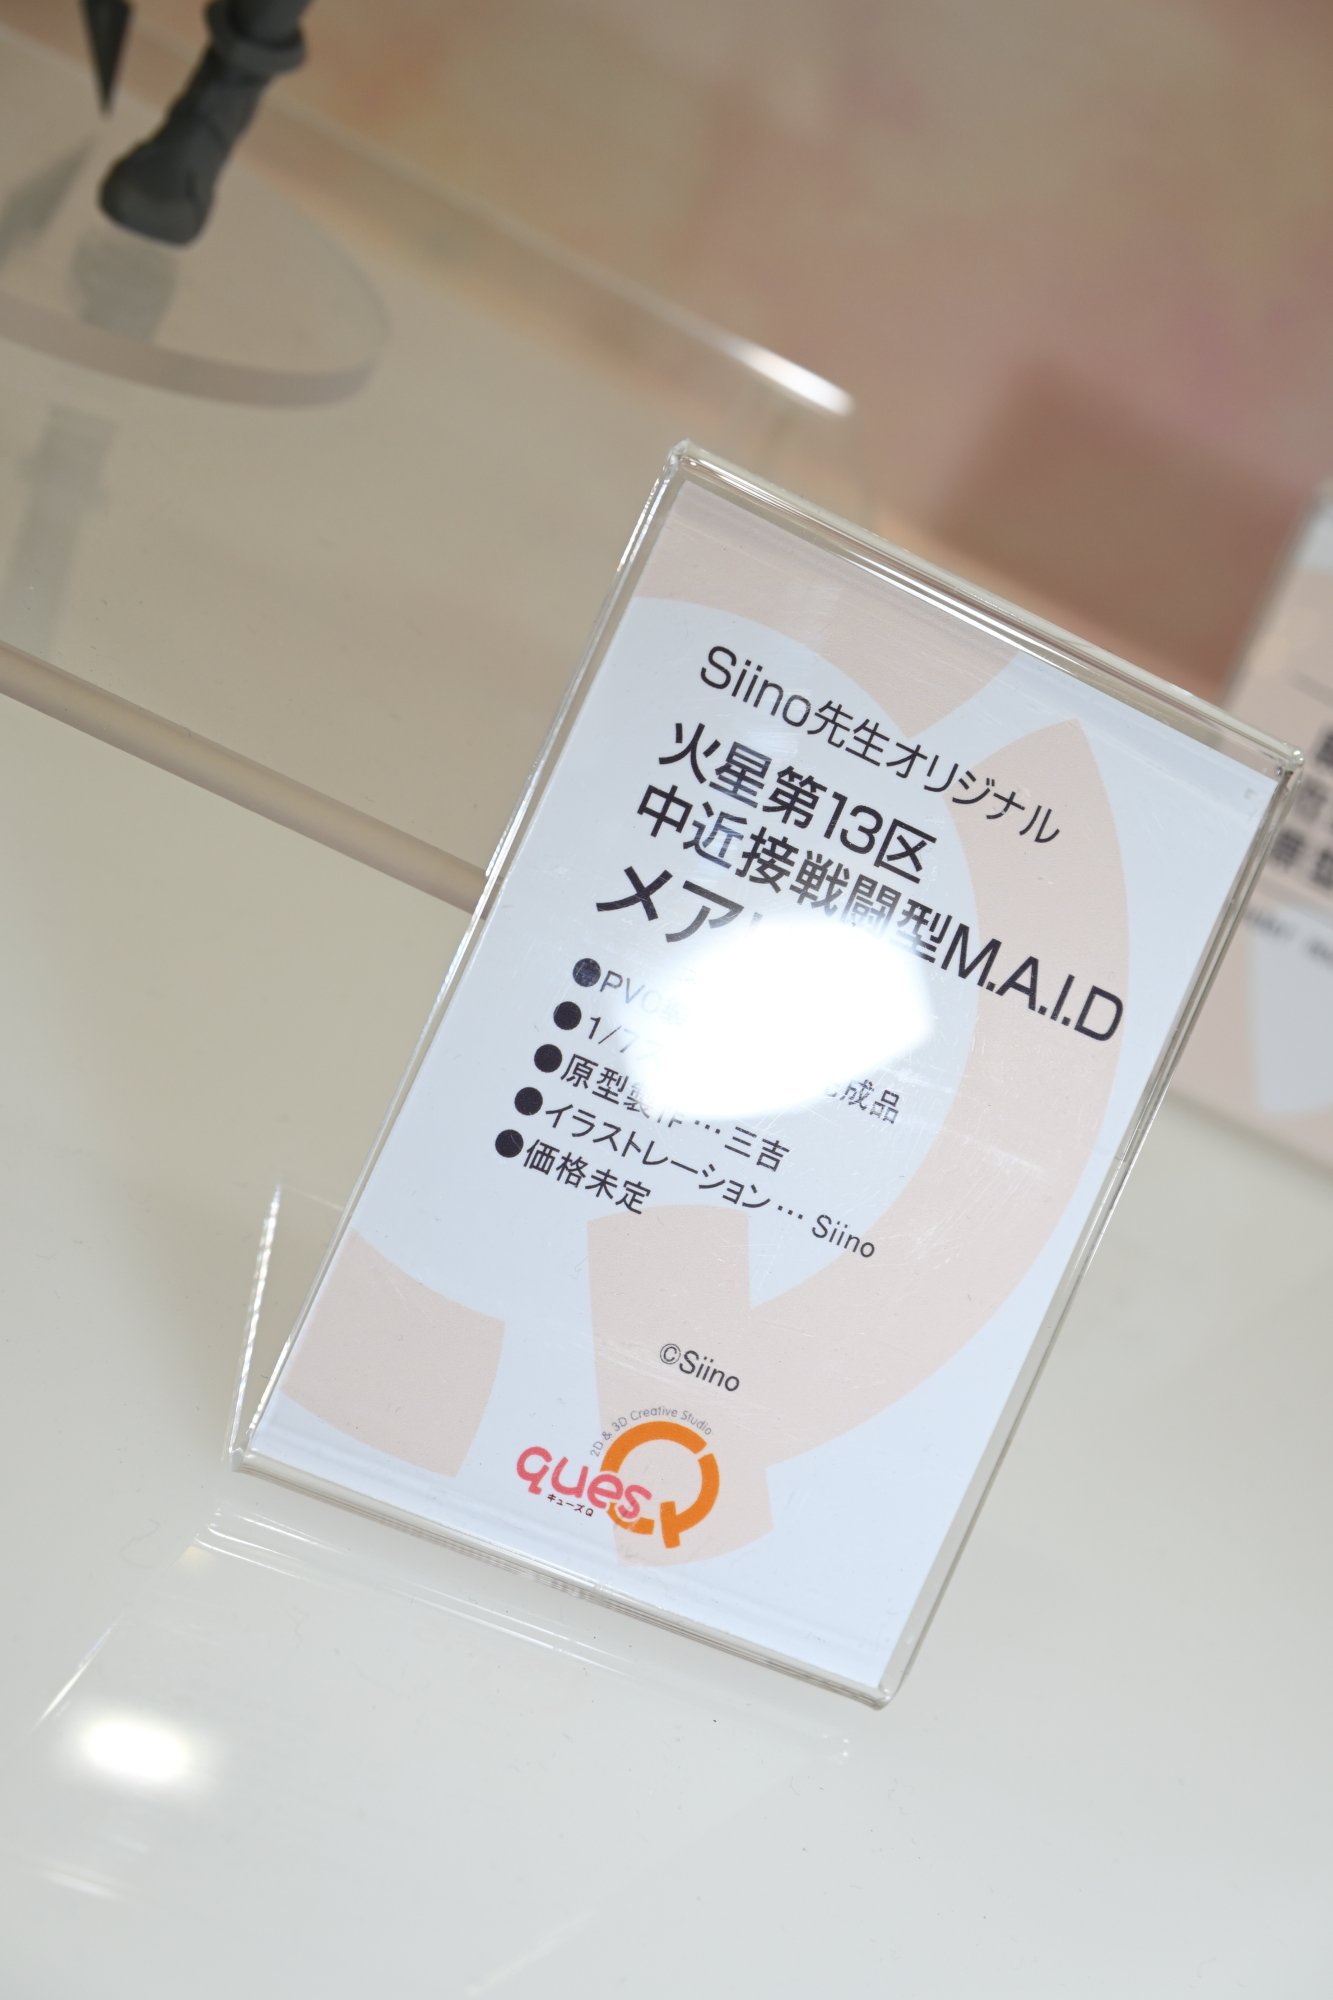 Siino先生オリジナル
火星第13区
中近接戦闘型M.A.I.D
メア
●PVC
●1/7 完成品
●原型製作…三吉
●イラストレーション…Siino
●価格未定
©Siino
2D & 3D Creative Studio
quesQ
キューズQ